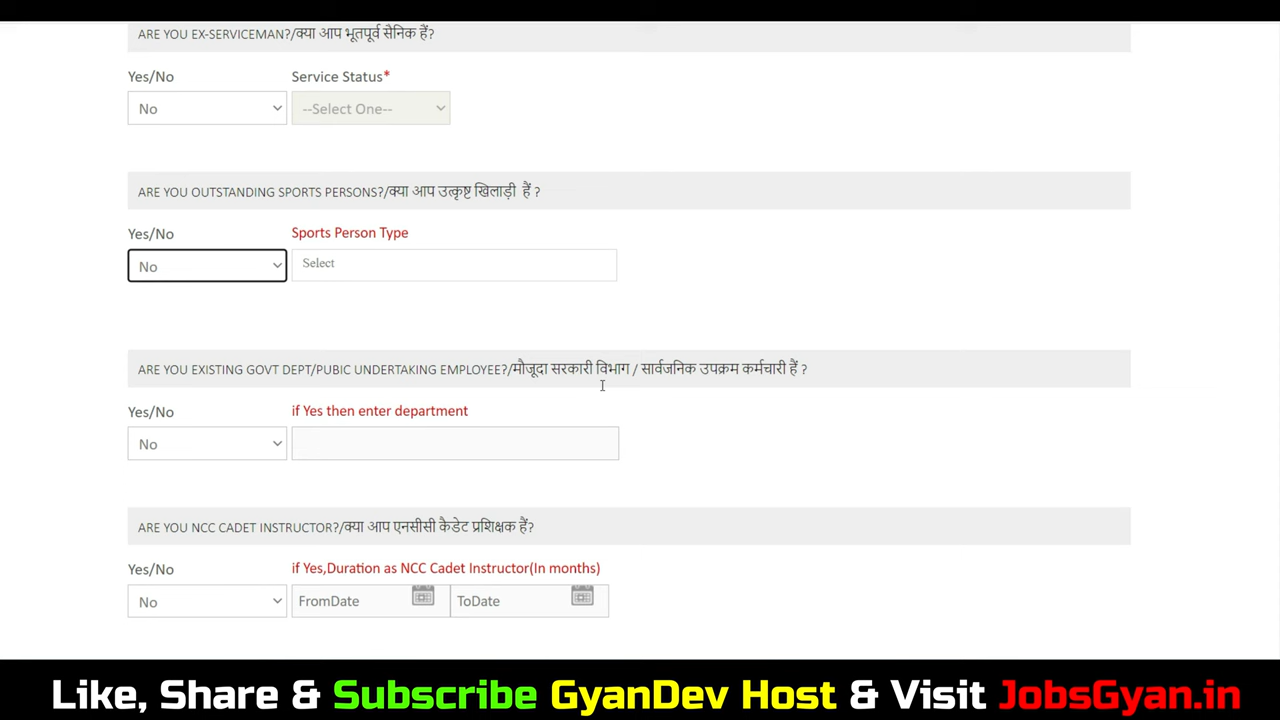 ARE YOU EX-SERVICEMAN?/क्या आप भूतपूर्व सैनिक हैं?
Yes/No Service Status*
No --Select One--
ARE YOU OUTSTANDING SPORTS PERSONS?/क्या आप उत्कृष्ट खिलाड़ी हैं ?
Yes/No Sports Person Type
No Select
ARE YOU EXISTING GOVT DEPT/PUBIC UNDERTAKING EMPLOYEE?/मौजूदा सरकारी विभाग / सार्वजनिक उपक्रम कर्मचारी हैं ?
Yes/No if Yes then enter department
No
ARE YOU NCC CADET INSTRUCTOR?/क्या आप एनसीसी कैडेट प्रशिक्षक हैं?
Yes/No if Yes,Duration as NCC Cadet Instructor(In months)
No FromDate ToDate
Like, Share & Subscribe GyanDev Host & Visit JobsGyan.in